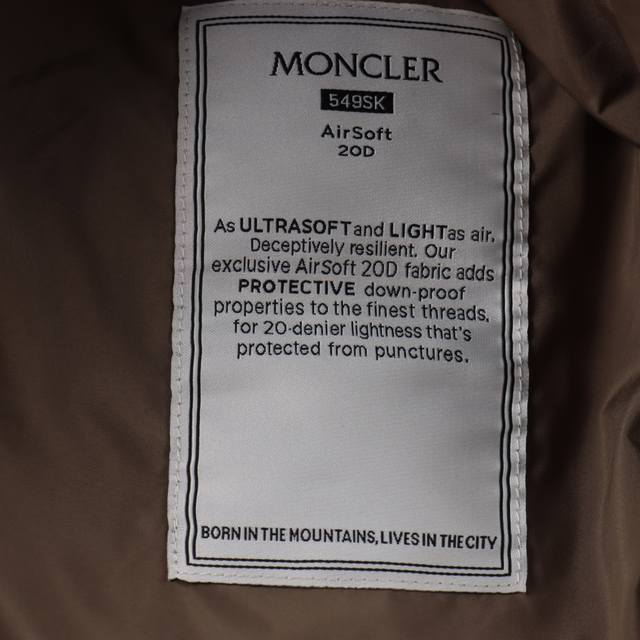 MONCLER
549SK
AirSoft
20D
As ULTRASOFT and LIGHT as air.
Deceptively resilient. Our
exclusive AirSoft 20D fabric adds
PROTECTIVE down-proof
properties to the finest threads,
for 20-denier lightness that's
protected from punctures.
BORN IN THE MOUNTAINS, LIVES IN THE CITY